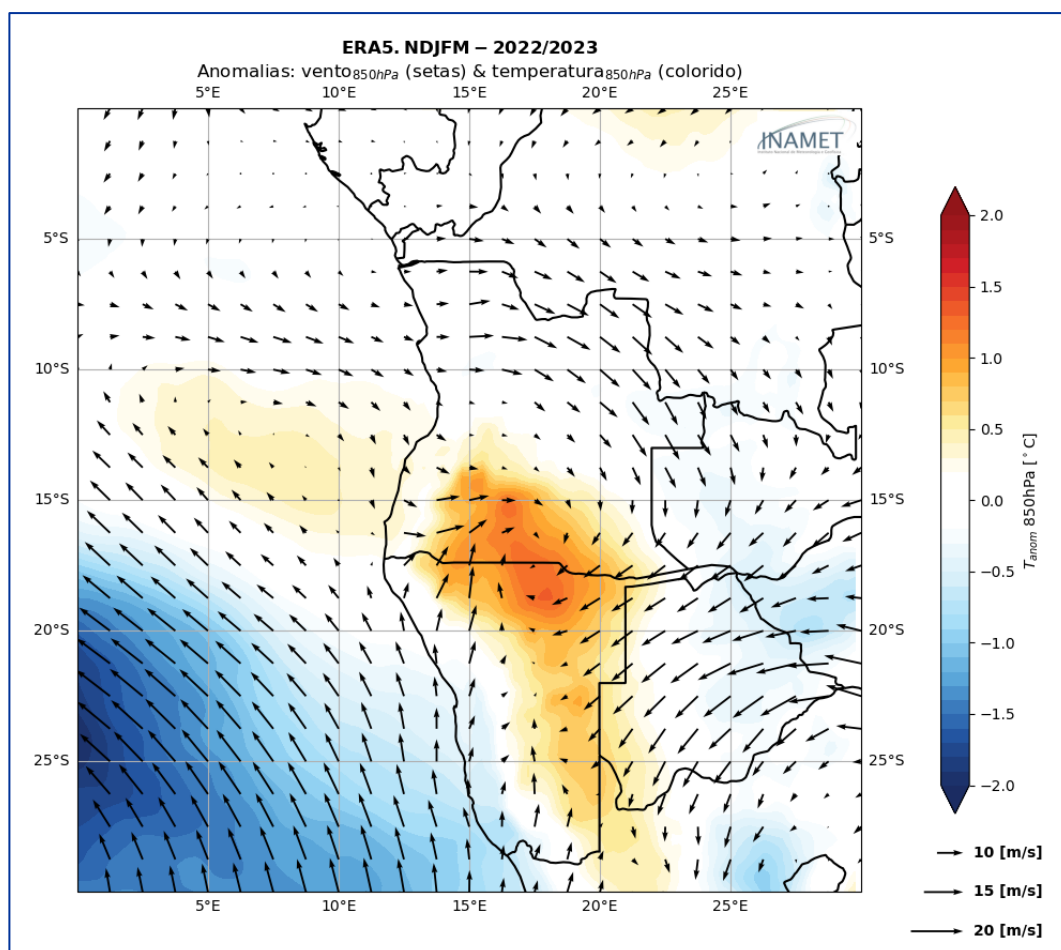 ERA5. NDJFM − 2022/2023
Anomalias: vento850hPa (setas) & temperatura850hPa (colorido)
5°E 10°E 15°E 20°E 25°E
INAMET
5°S 5°S
10°S 10°S
15°S 15°S
20°S 20°S
25°S 25°S
5°E 10°E 15°E 20°E 25°E
2.0
1.5
1.0
0.5
0.0
−0.5
−1.0
−1.5
−2.0
Tanom 850hPa [°C]
10 [m/s]
15 [m/s]
20 [m/s]